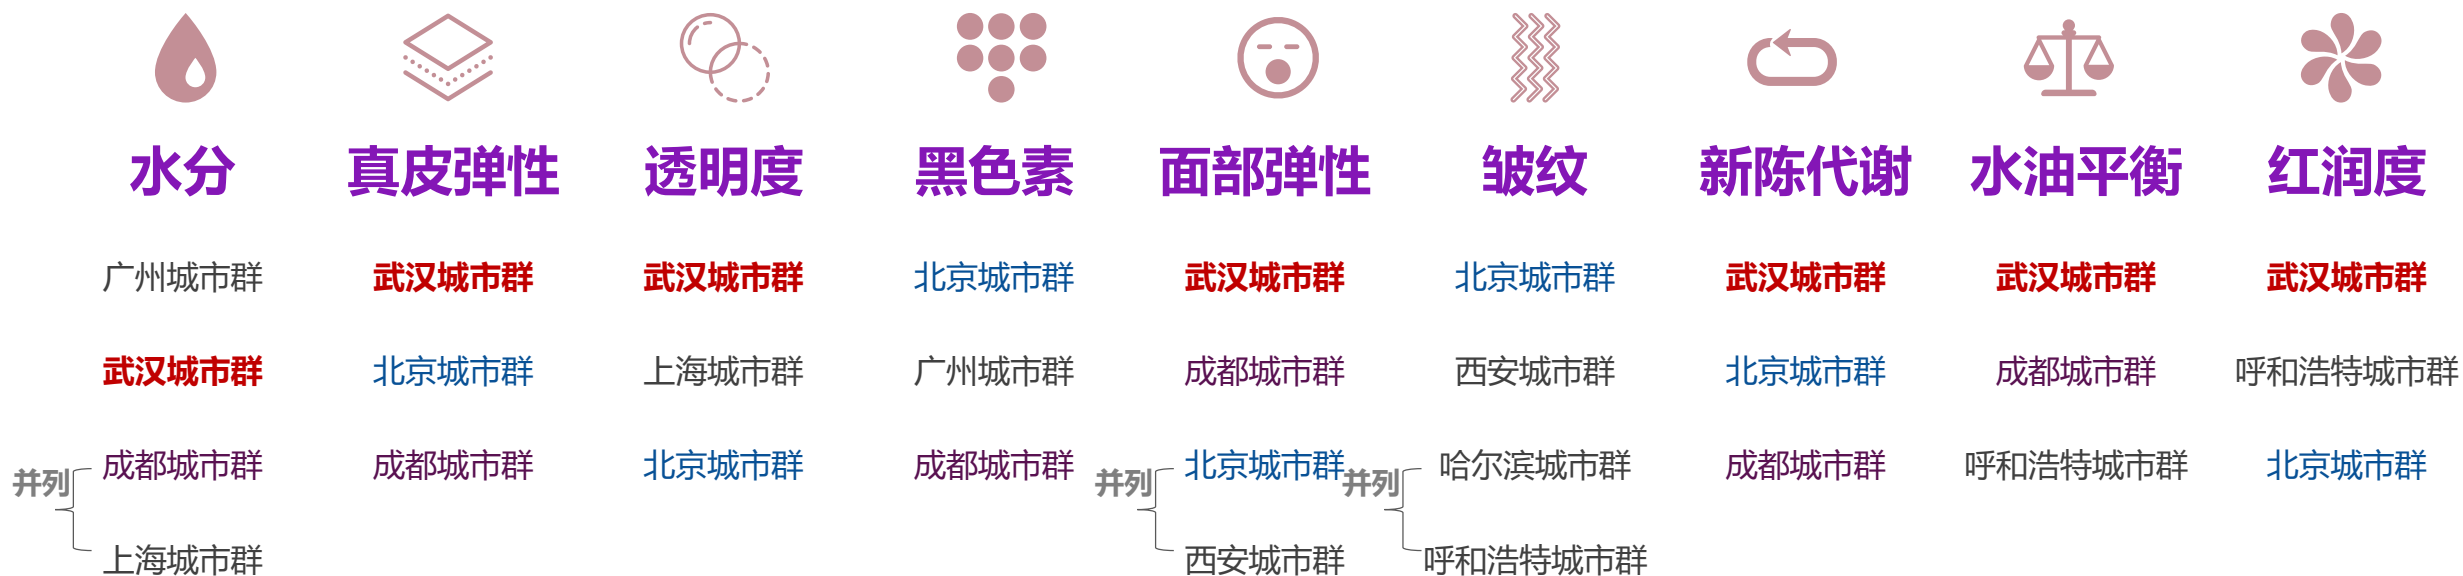 水分 真皮弹性 透明度 黑色素 面部弹性 皱纹 新陈代谢 水油平衡 红润度
广州城市群 武汉城市群 武汉城市群 北京城市群 武汉城市群 北京城市群 武汉城市群 武汉城市群 武汉城市群
武汉城市群 北京城市群 上海城市群 广州城市群 成都城市群 西安城市群 北京城市群 成都城市群 呼和浩特城市群
成都城市群 成都城市群 北京城市群 成都城市群 北京城市群 哈尔滨城市群 成都城市群 呼和浩特城市群 北京城市群
并列 并列 并列
上海城市群 西安城市群 呼和浩特城市群